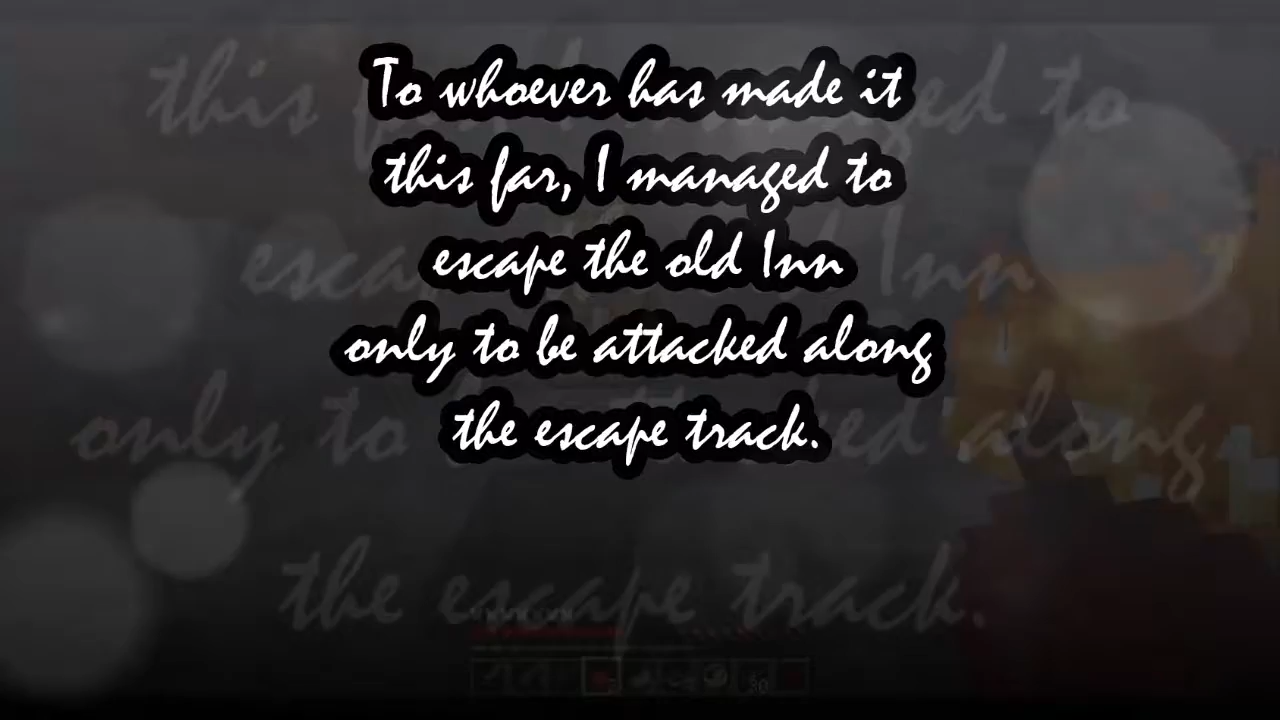 To whoever has made it
this far, I managed to
escape the old Inn
only to be attacked along
the escape track.